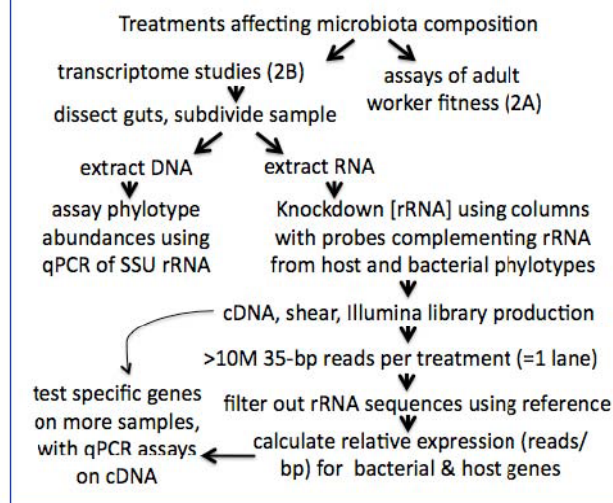 Treatments affecting microbiota composition
transcriptome studies (2B)
assays of adult
worker fitness (2A)
dissect guts, subdivide sample
extract DNA
extract RNA
assay phylotype
abundances using
qPCR of SSU rRNA
Knockdown [rRNA] using columns
with probes complementing rRNA
from host and bacterial phylotypes
cDNA, shear, Illumina library production
>10M 35-bp reads per treatment (=1 lane)
filter out rRNA sequences using reference
calculate relative expression (reads/
bp) for bacterial & host genes
test specific genes
on more samples,
with qPCR assays
on cDNA